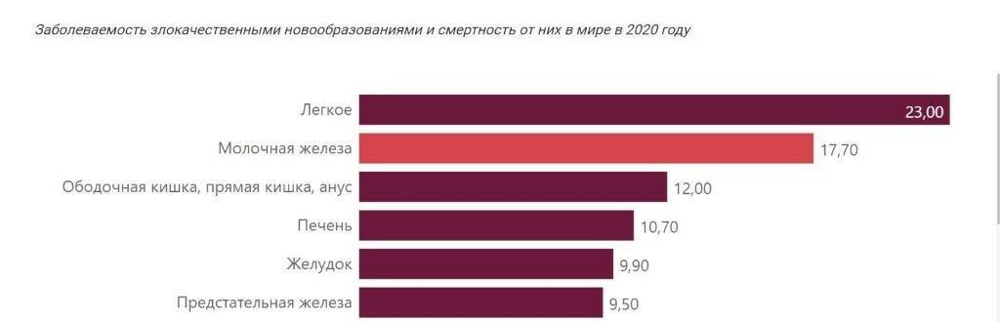 Заболеваемость злокачественными новообразованиями и смертность от них в мире в 2020 году
Легкое 23,00
Молочная железа 17,70
Ободочная кишка, прямая кишка, анус 12,00
Печень 10,70
Желудок 9,90
Предстательная железа 9,50